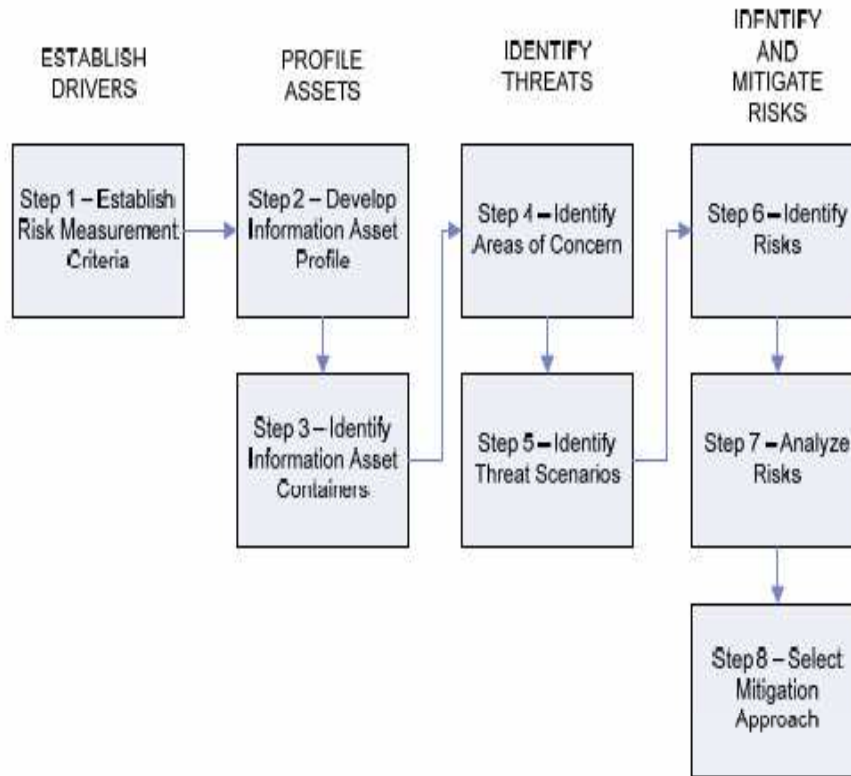 ESTABLISH
DRIVERS
PROFILE
ASSETS
IDENTIFY
THREATS
IDENTIFY
AND
MITIGATE
RISKS
Step 1 – Establish
Risk Measurement
Criteria
Step 2 – Develop
Information Asset
Profile
Step 3 – Identify
Information Asset
Containers
Step 4 – Identify
Areas of Concern
Step 5 – Identify
Threat Scenarios
Step 6 – Identify
Risks
Step 7 – Analyze
Risks
Step 8 – Select
Mitigation
Approach